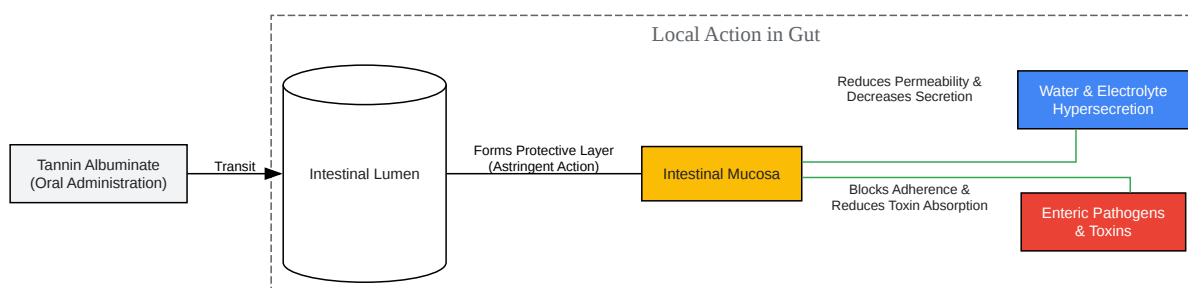 Local Action in Gut
Tannin Albuminate
(Oral Administration)
Transit
Intestinal Lumen
Forms Protective Layer
(Astringent Action)
Intestinal Mucosa
Reduces Permeability &
Decreases Secretion
Water & Electrolyte
Hypersecretion
Blocks Adherence &
Reduces Toxin Absorption
Enteric Pathogens
& Toxins